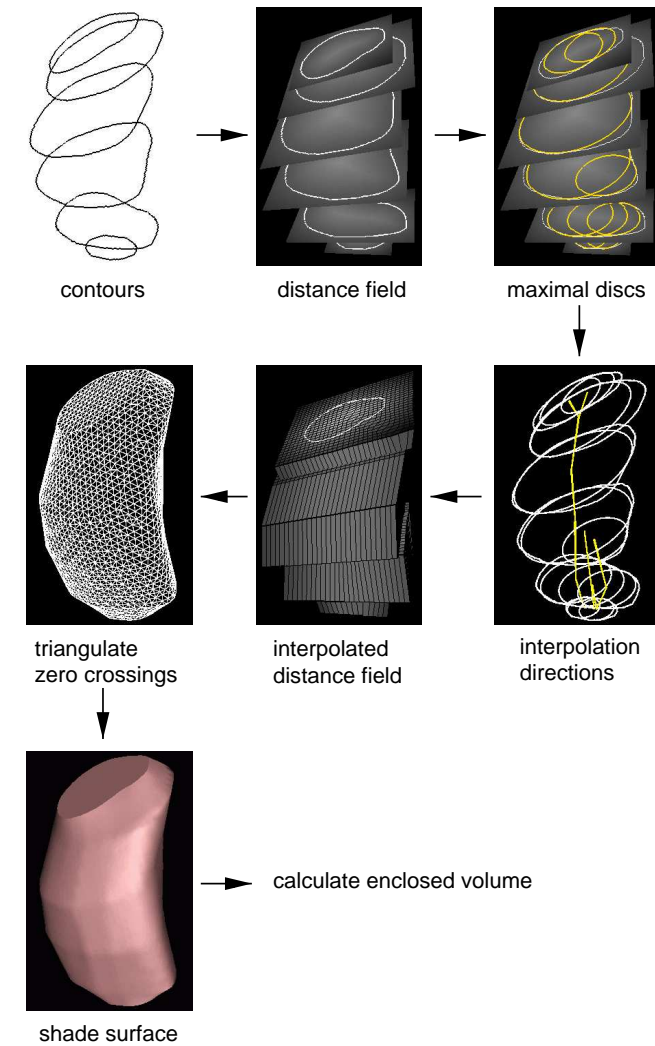 contours
distance field
maximal discs
triangulate
zero crossings
interpolated
distance field
interpolation
directions
calculate enclosed volume
shade surface